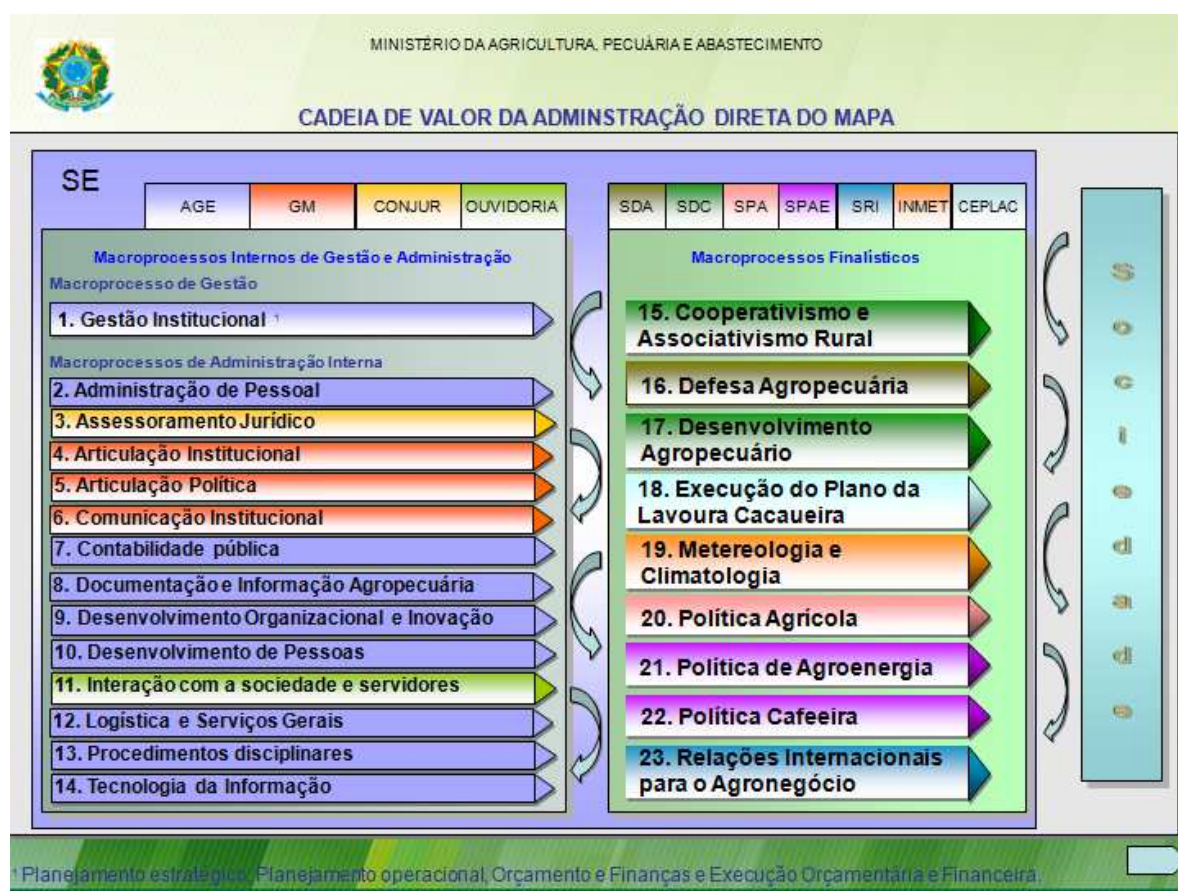 MINISTÉRIO DA AGRICULTURA, PECUÁRIA E ABASTECIMENTO
CADEIA DE VALOR DA ADMINSTRAÇÃO DIRETA DO MAPA
SE
AGE GM CONJUR OUVIDORIA
Macroprocessos Internos de Gestão e Administração
Macroprocesso de Gestão
1. Gestão Institucional ¹
Macroprocessos de Administração Interna
2. Administração de Pessoal
3. Assessoramento Jurídico
4. Articulação Institucional
5. Articulação Política
6. Comunicação Institucional
7. Contabilidade pública
8. Documentação e Informação Agropecuária
9. Desenvolvimento Organizacional e Inovação
10. Desenvolvimento de Pessoas
11. Interação com a sociedade e servidores
12. Logística e Serviços Gerais
13. Procedimentos disciplinares
14. Tecnologia da Informação
SDA SDC SPA SPAE SRI INMET CEPLAC
Macroprocessos Finalísticos
15. Cooperativismo e
Associativismo Rural
16. Defesa Agropecuária
17. Desenvolvimento
Agropecuário
18. Execução do Plano da
Lavoura Cacaueira
19. Metereologia e
Climatologia
20. Política Agrícola
21. Política de Agroenergia
22. Política Cafeeira
23. Relações Internacionais
para o Agronegócio
Sociedade
¹ Planejamento estratégico, Planejamento operacional, Orçamento e Finanças e Execução Orçamentária e Financeira.